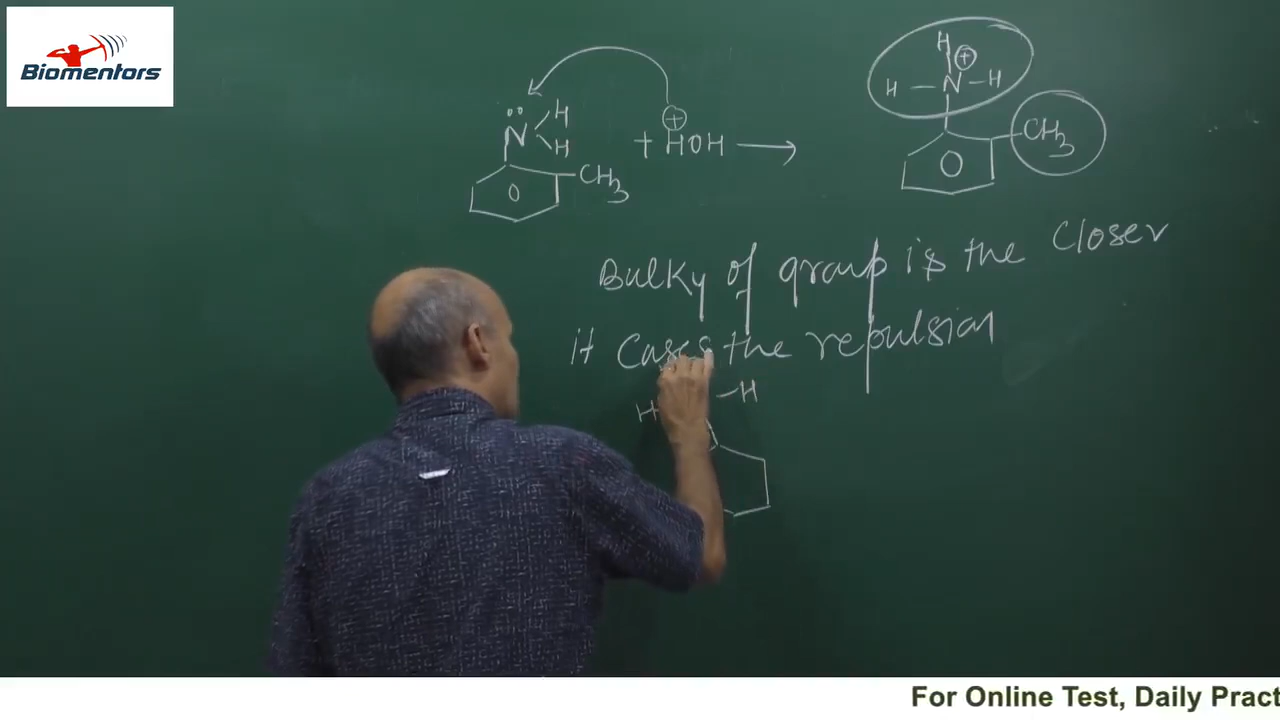 Biomentors
H
H
N
H
CH3
+
HOH
H
N
H
H
CH3
Bulky of group is the closer
it cases the repulsion
H
H
For Online Test, Daily Pract